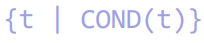 {t | COND(t)}